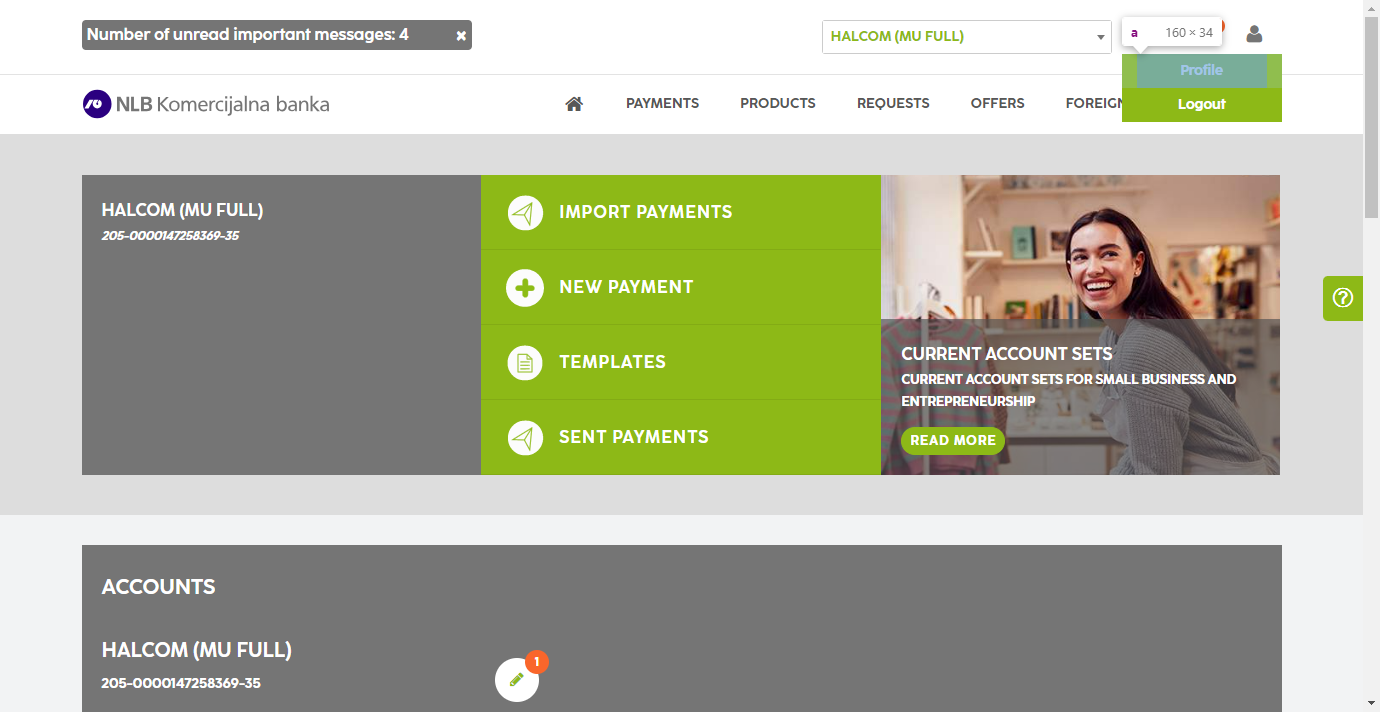 Number of unread important messages: 4
HALCOM (MU FULL)
a 160 × 34
Profile
Logout
NLB Komercijalna banka
PAYMENTS
PRODUCTS
REQUESTS
OFFERS
FOREIGN
HALCOM (MU FULL)
205-0000147258369-35
IMPORT PAYMENTS
NEW PAYMENT
TEMPLATES
SENT PAYMENTS
CURRENT ACCOUNT SETS
CURRENT ACCOUNT SETS FOR SMALL BUSINESS AND
ENTREPRENEURSHIP
READ MORE
ACCOUNTS
HALCOM (MU FULL)
205-0000147258369-35
1